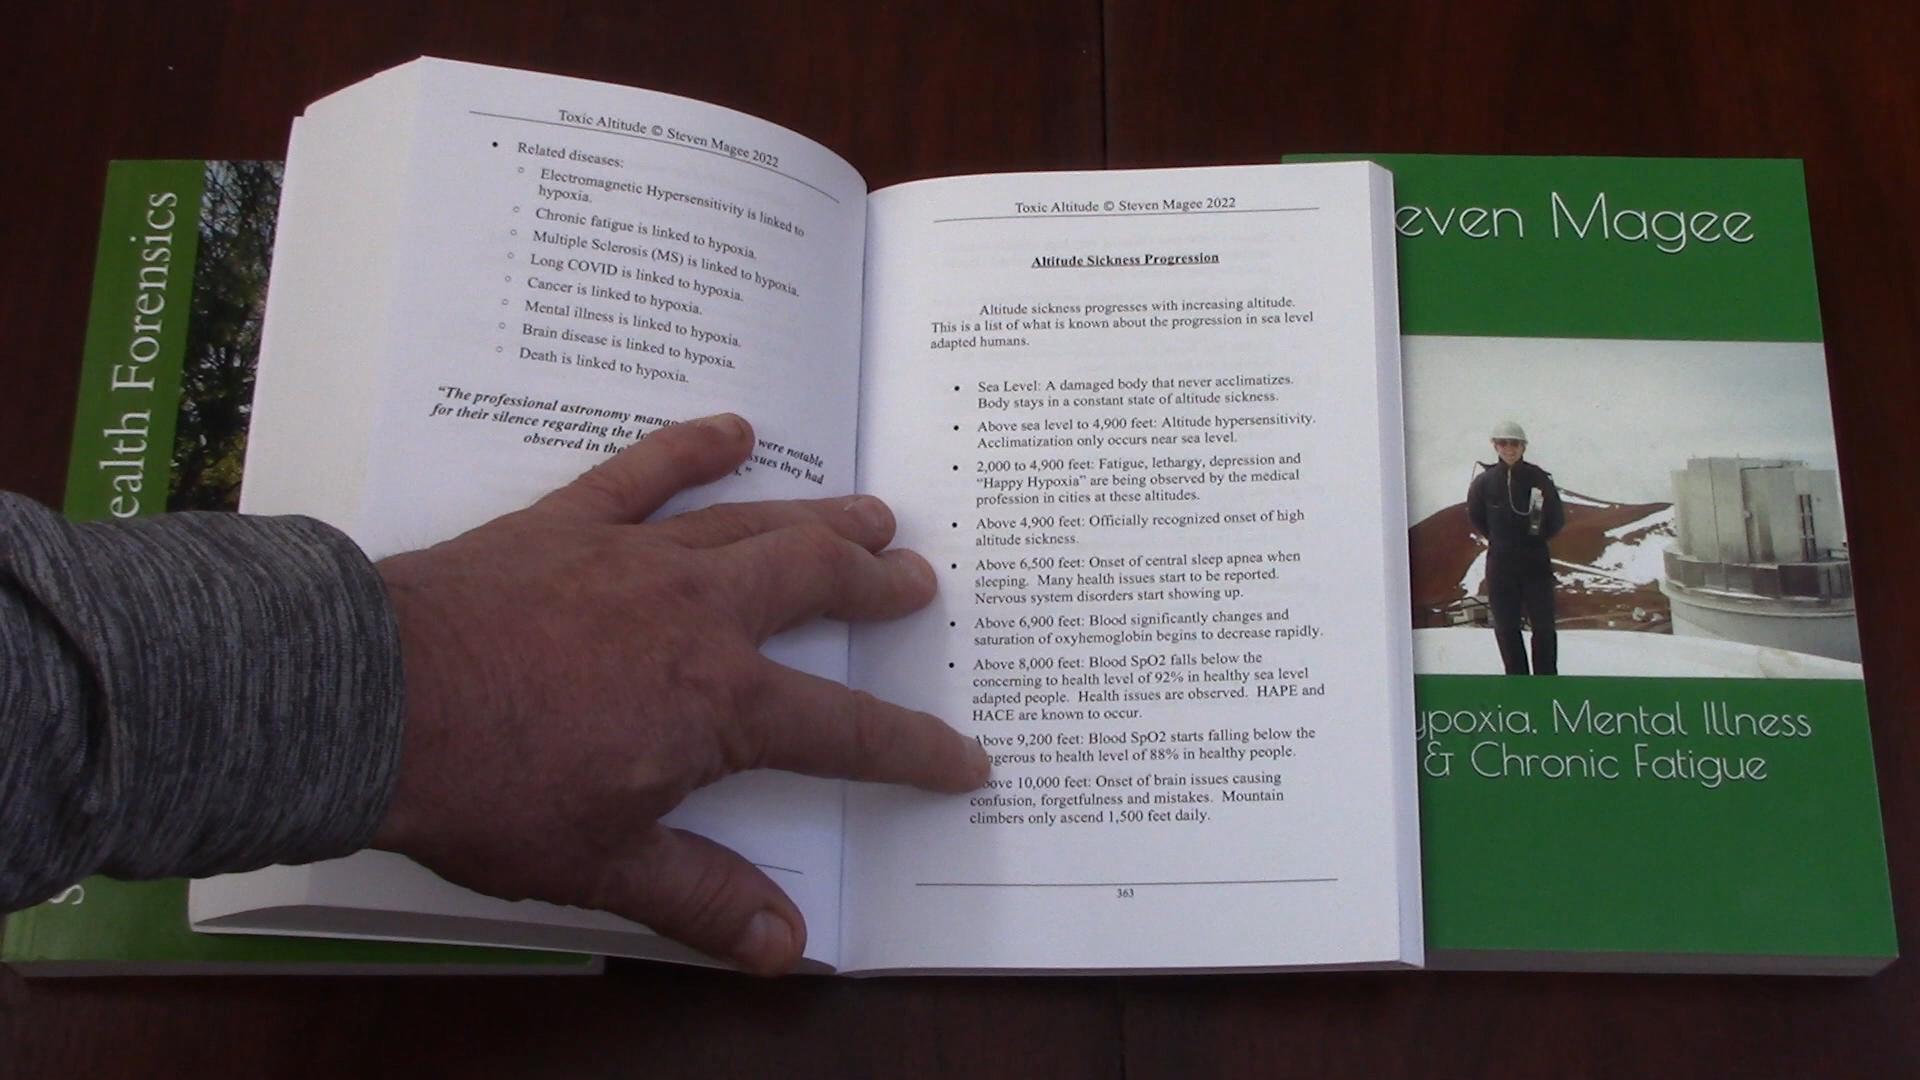 ealth Forensics
S
Toxic Altitude © Steven Magee 2022
• Related diseases:
○ Electromagnetic Hypersensitivity is linked to
hypoxia.
○ Chronic fatigue is linked to hypoxia.
○ Multiple Sclerosis (MS) is linked to hypoxia.
○ Long COVID is linked to hypoxia.
○ Cancer is linked to hypoxia.
○ Mental illness is linked to hypoxia.
○ Brain disease is linked to hypoxia.
○ Death is linked to hypoxia.
“The professional astronomy were notable
for their silence regarding the they had
observed in
Toxic Altitude © Steven Magee 2022
Altitude Sickness Progression
Altitude sickness progresses with increasing altitude.
This is a list of what is known about the progression in sea level
adapted humans.
• Sea Level: A damaged body that never acclimatizes.
Body stays in a constant state of altitude sickness.
• Above sea level to 4,900 feet: Altitude hypersensitivity.
Acclimatization only occurs near sea level.
• 2,000 to 4,900 feet: Fatigue, lethargy, depression and
“Happy Hypoxia” are being observed by the medical
profession in cities at these altitudes.
• Above 4,900 feet: Officially recognized onset of high
altitude sickness.
• Above 6,500 feet: Onset of central sleep apnea when
sleeping. Many health issues start to be reported.
Nervous system disorders start showing up.
• Above 6,900 feet: Blood significantly changes and
saturation of oxyhemoglobin begins to decrease rapidly.
• Above 8,000 feet: Blood SpO2 falls below the
concerning to health level of 92% in healthy sea level
adapted people. Health issues are observed. HAPE and
HACE are known to occur.
Above 9,200 feet: Blood SpO2 starts falling below the
ngerous to health level of 88% in healthy people.
ove 10,000 feet: Onset of brain issues causing
confusion, forgetfulness and mistakes. Mountain
climbers only ascend 1,500 feet daily.
363
even Magee
ypoxia. Mental Illness
& Chronic Fatigue